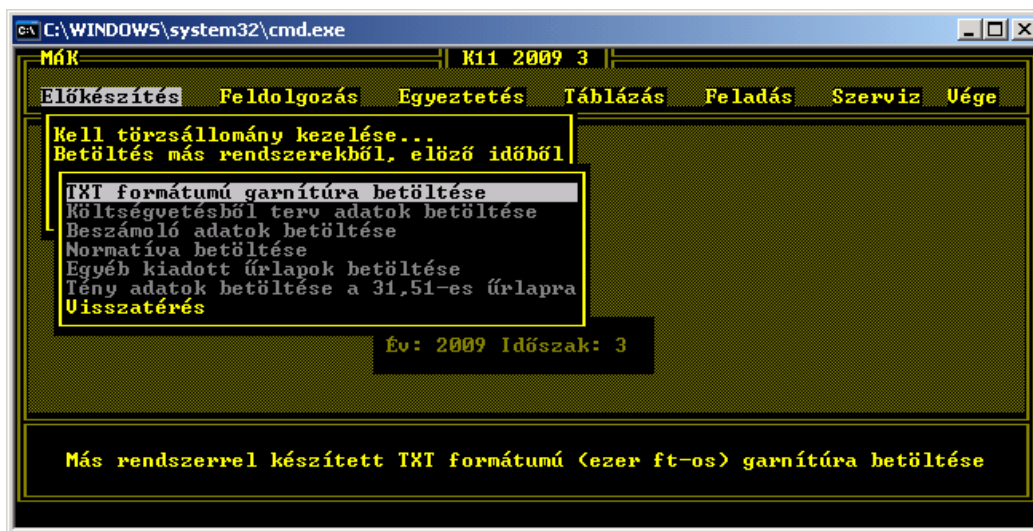 C:\WINDOWS\system32\cmd.exe
MÁK K11 2009 3
Előkészítés Feldolgozás Egyeztetés Táblázás Feladás Szerviz Vége
Kell törzsállomány kezelése...
Betöltés más rendszerekből, elöző időből
TXT formátumú garnítúra betöltése
Költségvetésből terv adatok betöltése
Beszámoló adatok betöltése
Normatíva betöltése
Egyéb kiadott űrlapok betöltése
Tény adatok betöltése a 31,51-es űrlapra
Visszatérés
Év: 2009 Időszak: 3
Más rendszerrel készített TXT formátumú (ezer ft-os) garnítúra betöltése